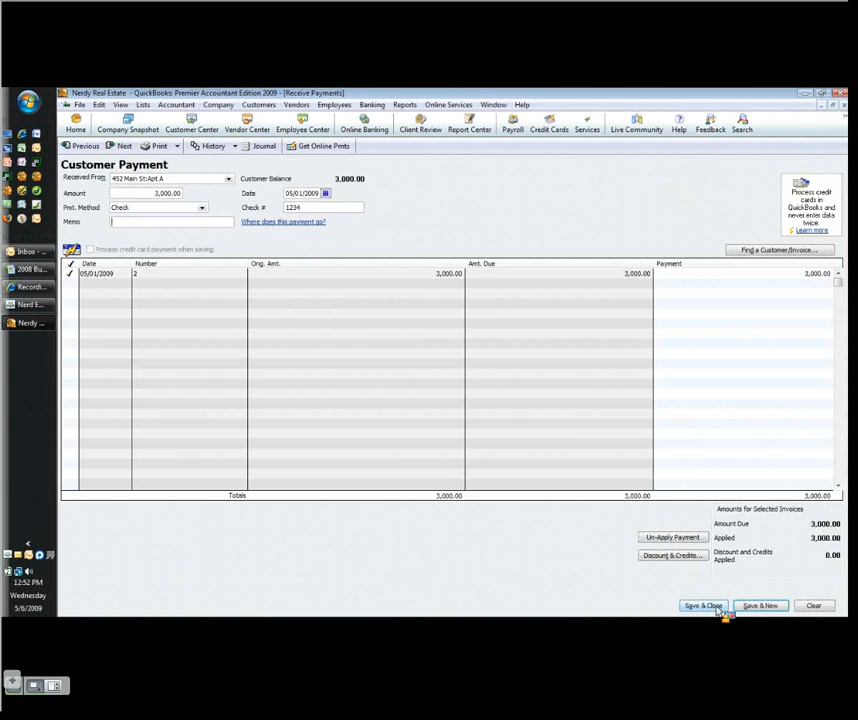 Nerdy Real Estate - QuickBooks: Premier Accountant Edition 2009 - [Receive Payments]
File Edit View Lists Accountant Company Customers Vendors Employees Banking Reports Online Services Window Help
Home Company Snapshot Customer Center Vendor Center Employee Center Online Banking Client Review Report Center Payroll Credit Cards Services Live Community Help Feedback Search
Previous Next Print History Journal Get Online Pmts
Customer Payment
Received From 452 Main St:Apt A Customer Balance 3,000.00
Amount 3,000.00 Date 05/01/2009
Pmt. Method Check Check # 1234
Memo Where does this payment go?
Process credit
cards in
QuickBooks and
never enter data
twice.
Learn more
Process credit card payment when saving
Find a Customer/Invoice...
Date Number Orig. Amt. Amt. Due Payment
05/01/2009 2 3,000.00 3,000.00 3,000.00
Totals 3,000.00 3,000.00 3,000.00
Amounts for Selected Invoices
Amount Due 3,000.00
Un-Apply Payment Applied 3,000.00
Discount & Credits... Discount and Credits
Applied 0.00
Save & Close Save & New Clear
Inbox - ...
2008 Bu...
Recordi...
Nerd E...
Nerdy ...
12:52 PM
Wednesday
5/6/2009